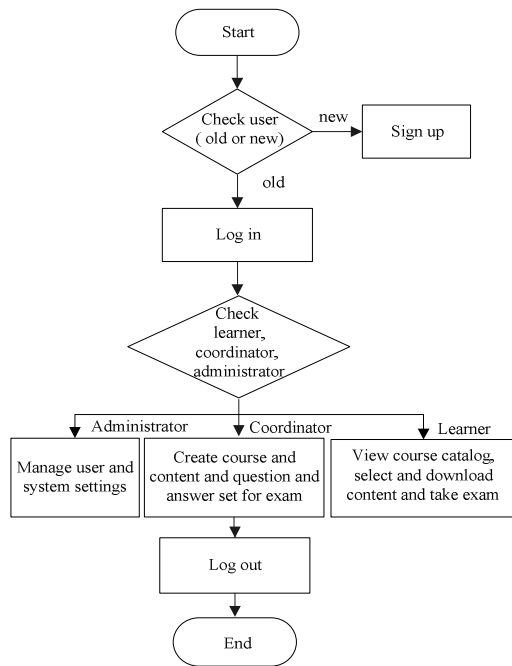 Start
Check user
( old or new)
new
Sign up
old
Log in
Check
learner,
coordinator,
administrator
Administrator
Coordinator
Learner
Manage user and
system settings
Create course and
content and question and
answer set for exam
View course catalog,
select and download
content and take exam
Log out
End